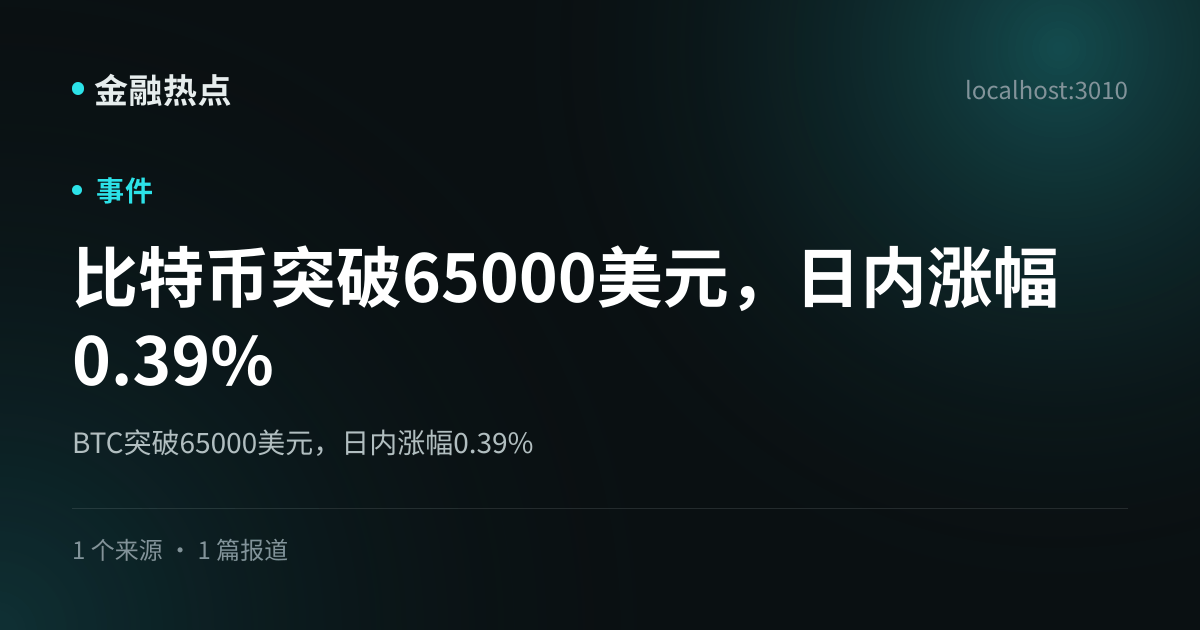 金融热点
localhost:3010
事件
比特币突破65000美元，日内涨幅
0.39%
BTC突破65000美元，日内涨幅0.39%
1 个来源 · 1 篇报道